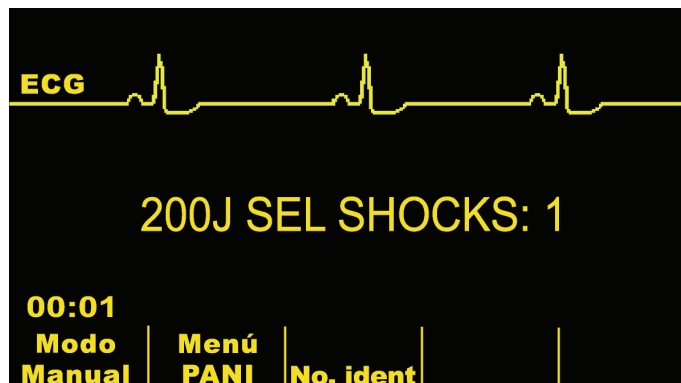 ECG
200J SEL SHOCKS: 1
00:01
Modo Manual
Menú PANI
No. ident